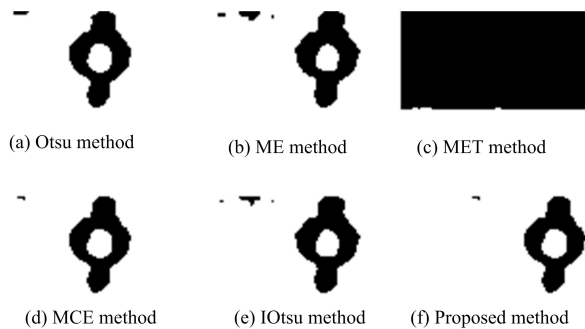 (a) Otsu method
(b) ME method
(c) MET method
(d) MCE method
(e) IOtsu method
(f) Proposed method